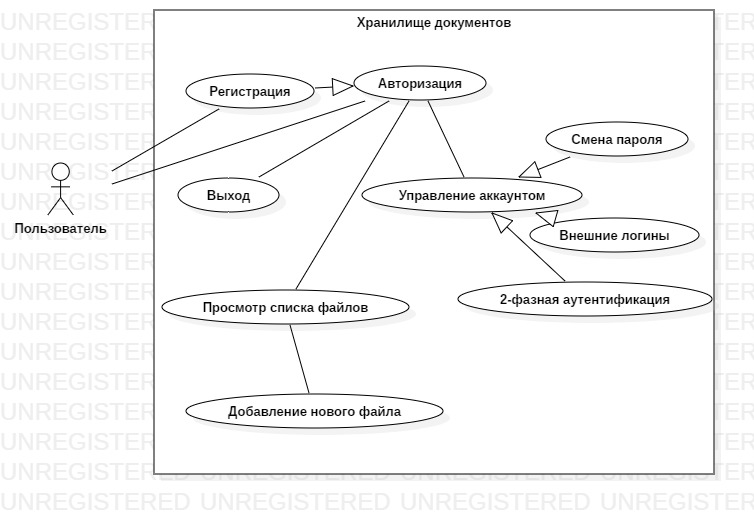 Хранилище документов
Регистрация
Авторизация
Смена пароля
Выход
Управление аккаунтом
Пользователь
Внешние логины
2-фазная аутентификация
Просмотр списка файлов
Добавление нового файла
UNREGISTERED UNREGISTERED UNREGISTERED UNREGISTERED